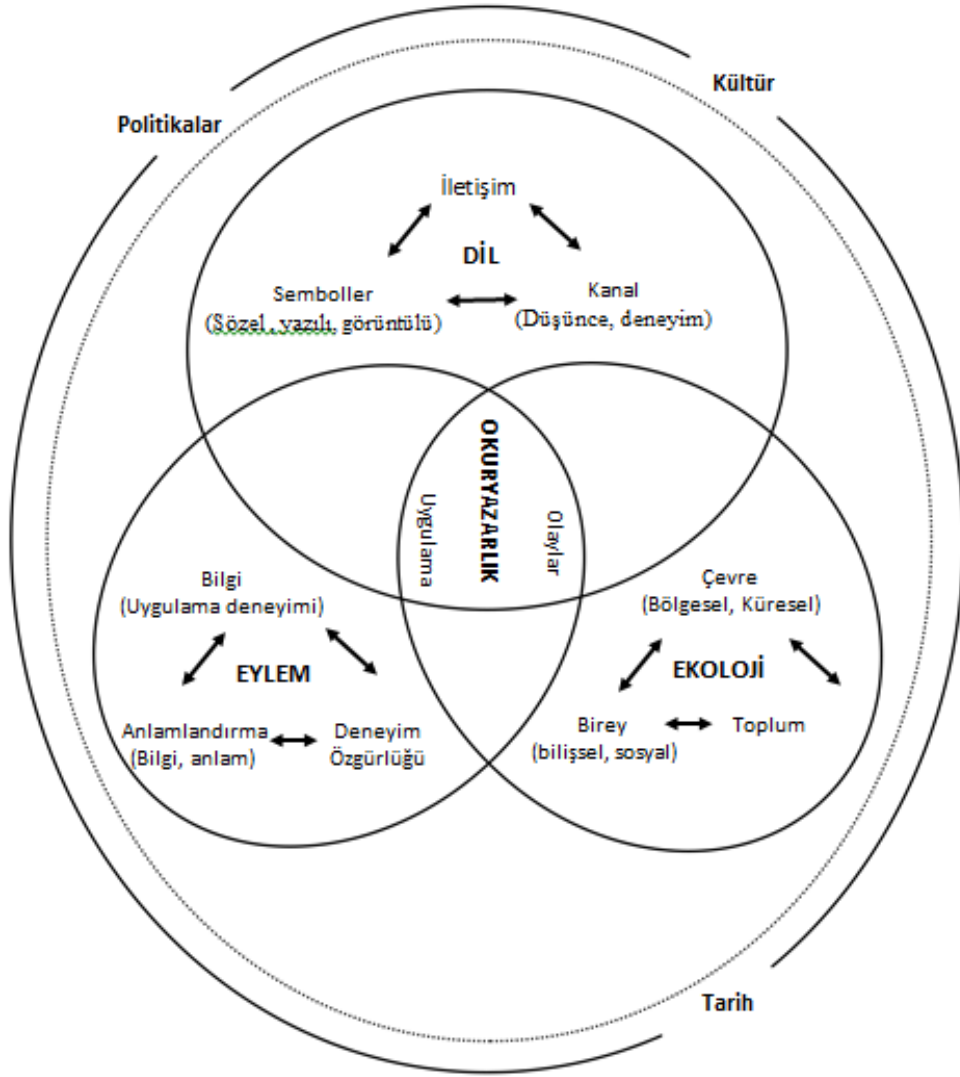 Kültür
Politikalar
İletişim
DİL
Semboller
(Sözel , yazılı, görüntülü)
Kanal
(Düşünce, deneyim)
OKURYAZARLIK
Uygulama
Olaylar
Bilgi
(Uygulama deneyimi)
EYLEM
Anlamlandırma
(Bilgi, anlam)
Deneyim
Özgürlüğü
Çevre
(Bölgesel, Küresel)
EKOLOJİ
Birey
(bilişsel, sosyal)
Toplum
Tarih